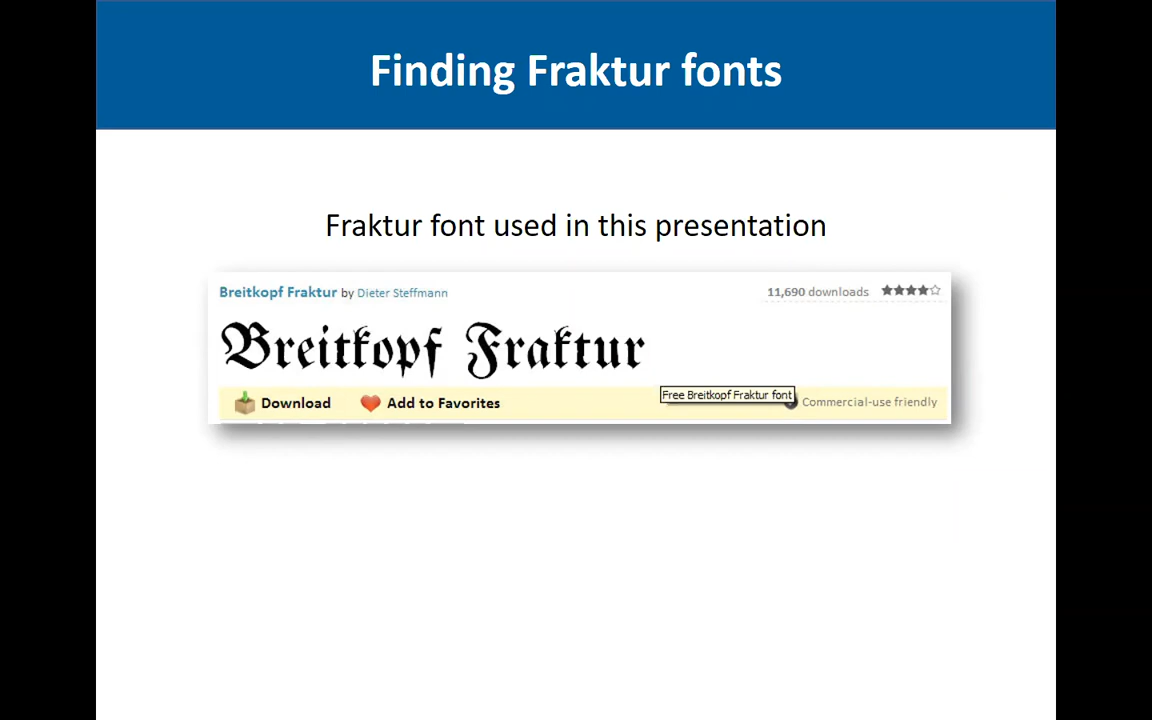 Finding Fraktur fonts
Fraktur font used in this presentation
Breitkopf Fraktur by Dieter Steffmann 11,690 downloads
Breitkopf Fraktur
Free Breitkopf Fraktur font
Download Add to Favorites Commercial-use friendly